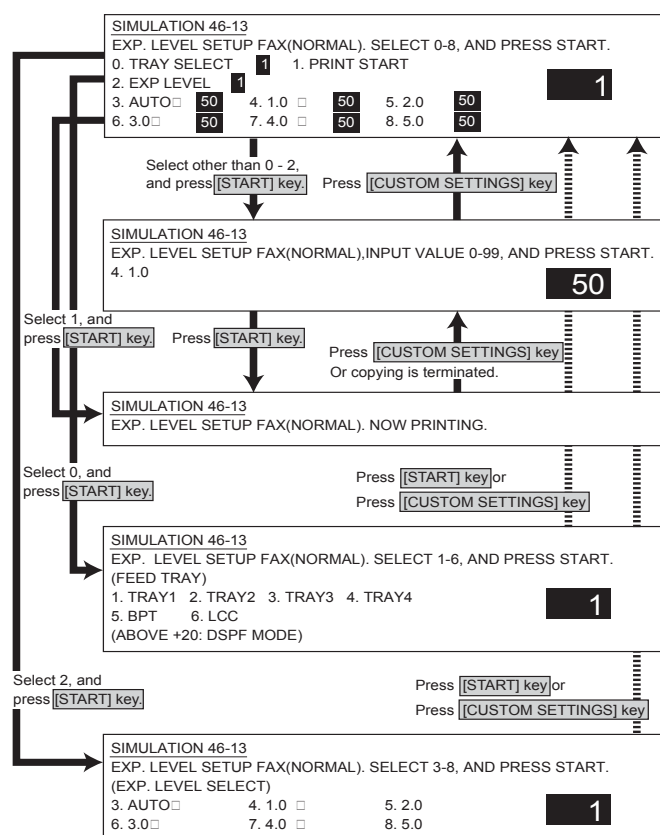 SIMULATION 46-13
EXP. LEVEL SETUP FAX(NORMAL). SELECT 0-8, AND PRESS START.
0. TRAY SELECT 1 1. PRINT START
2. EXP LEVEL 1
1
3. AUTO□ 50 4. 1.0 □ 50 5. 2.0 50
6. 3.0□ 50 7. 4.0 □ 50 8. 5.0 50
Select other than 0 - 2,
and press [START] key. Press [CUSTOM SETTINGS] key
SIMULATION 46-13
EXP. LEVEL SETUP FAX(NORMAL),INPUT VALUE 0-99, AND PRESS START.
4. 1.0
50
Select 1, and
press [START] key. Press [START] key.
Press [CUSTOM SETTINGS] key
Or copying is terminated.
SIMULATION 46-13
EXP. LEVEL SETUP FAX(NORMAL). NOW PRINTING.
Select 0, and
press [START] key.
Press [START] key or
Press [CUSTOM SETTINGS] key
SIMULATION 46-13
EXP. LEVEL SETUP FAX(NORMAL). SELECT 1-6, AND PRESS START.
(FEED TRAY)
1. TRAY1 2. TRAY2 3. TRAY3 4. TRAY4
5. BPT 6. LCC
1
(ABOVE +20: DSPF MODE)
Select 2, and
press [START] key.
Press [START] key or
Press [CUSTOM SETTINGS] key
SIMULATION 46-13
EXP. LEVEL SETUP FAX(NORMAL). SELECT 3-8, AND PRESS START.
(EXP. LEVEL SELECT)
3. AUTO□ 4. 1.0 □ 5. 2.0
1
6. 3.0□ 7. 4.0 □ 8. 5.0